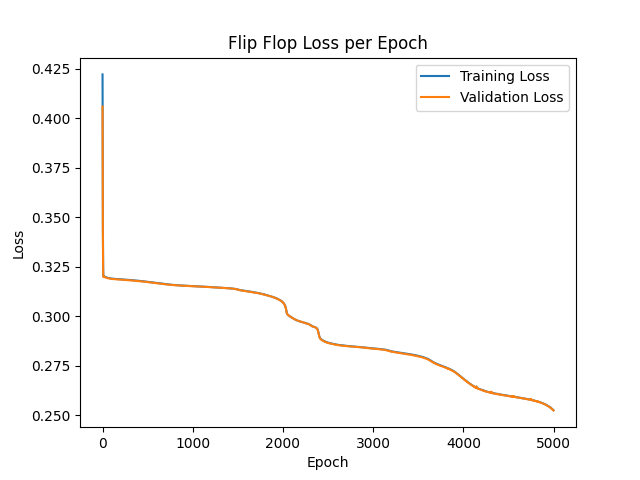 Flip Flop Loss per Epoch
Training Loss
Validation Loss
0.425
0.400
0.375
0.350
0.325
0.300
0.275
0.250
Loss
0
1000
2000
3000
4000
5000
Epoch